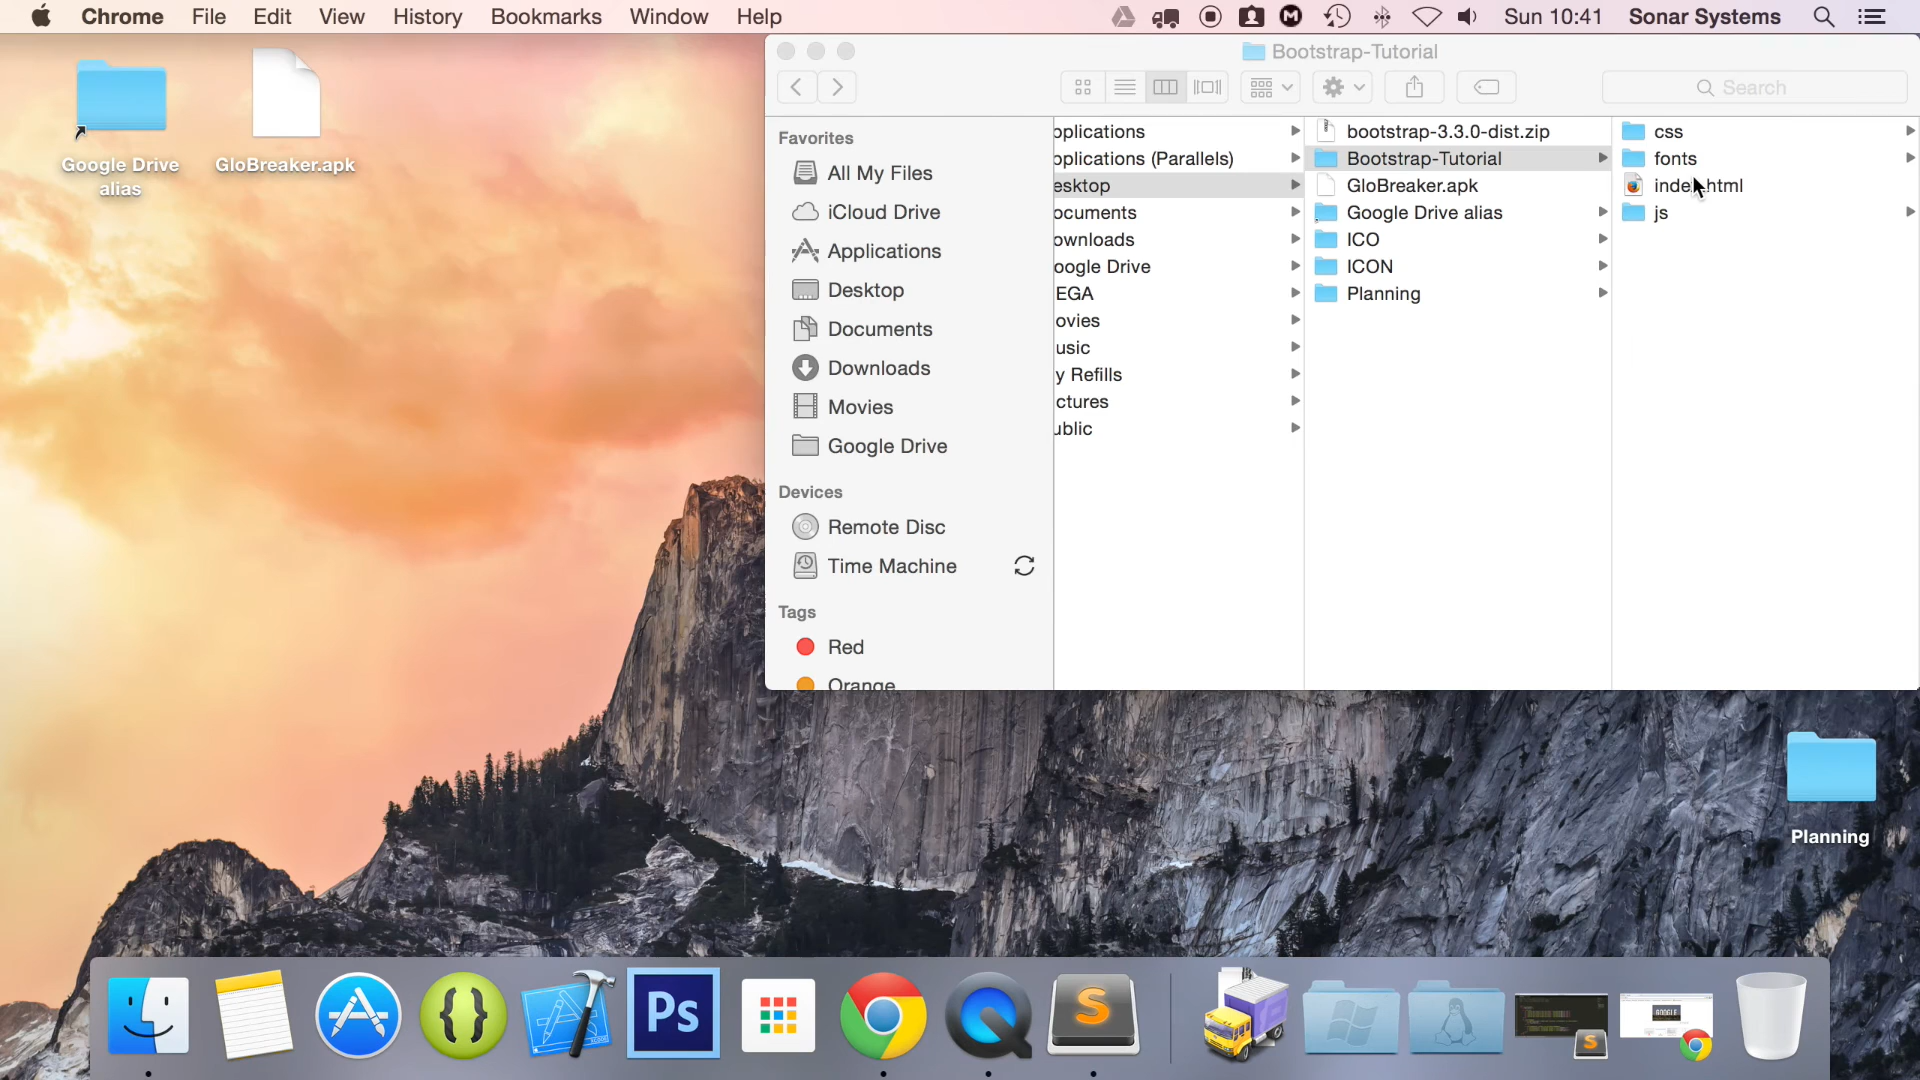 Chrome File Edit View History Bookmarks Window Help
Sun 10:41 Sonar Systems
Bootstrap-Tutorial
Search
Google Drive
alias
GloBreaker.apk
Favorites
All My Files
iCloud Drive
Applications
Desktop
Documents
Downloads
Movies
Google Drive
Devices
Remote Disc
Time Machine
Tags
Red
Orange
pplications
pplications (Parallels)
esktop
ocuments
ownloads
oogle Drive
EGA
ovies
usic
y Refills
ctures
ublic
bootstrap-3.3.0-dist.zip
Bootstrap-Tutorial
GloBreaker.apk
Google Drive alias
ICO
ICON
Planning
css
fonts
index.html
js
Planning
Ps
S
GOOGLE